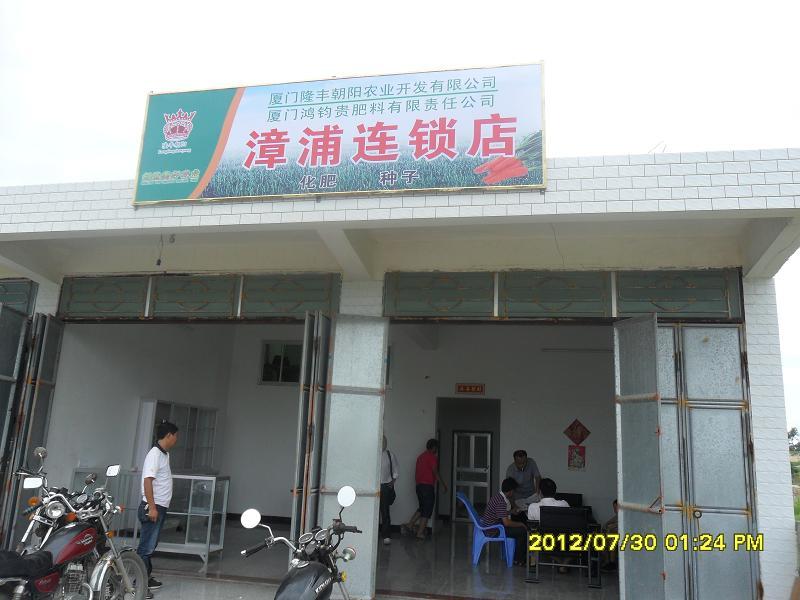 厦门隆丰朝阳农业开发有限公司
厦门鸿钧贵肥料有限责任公司
漳浦连锁店
化肥 种子
2012/07/30 01:24 PM